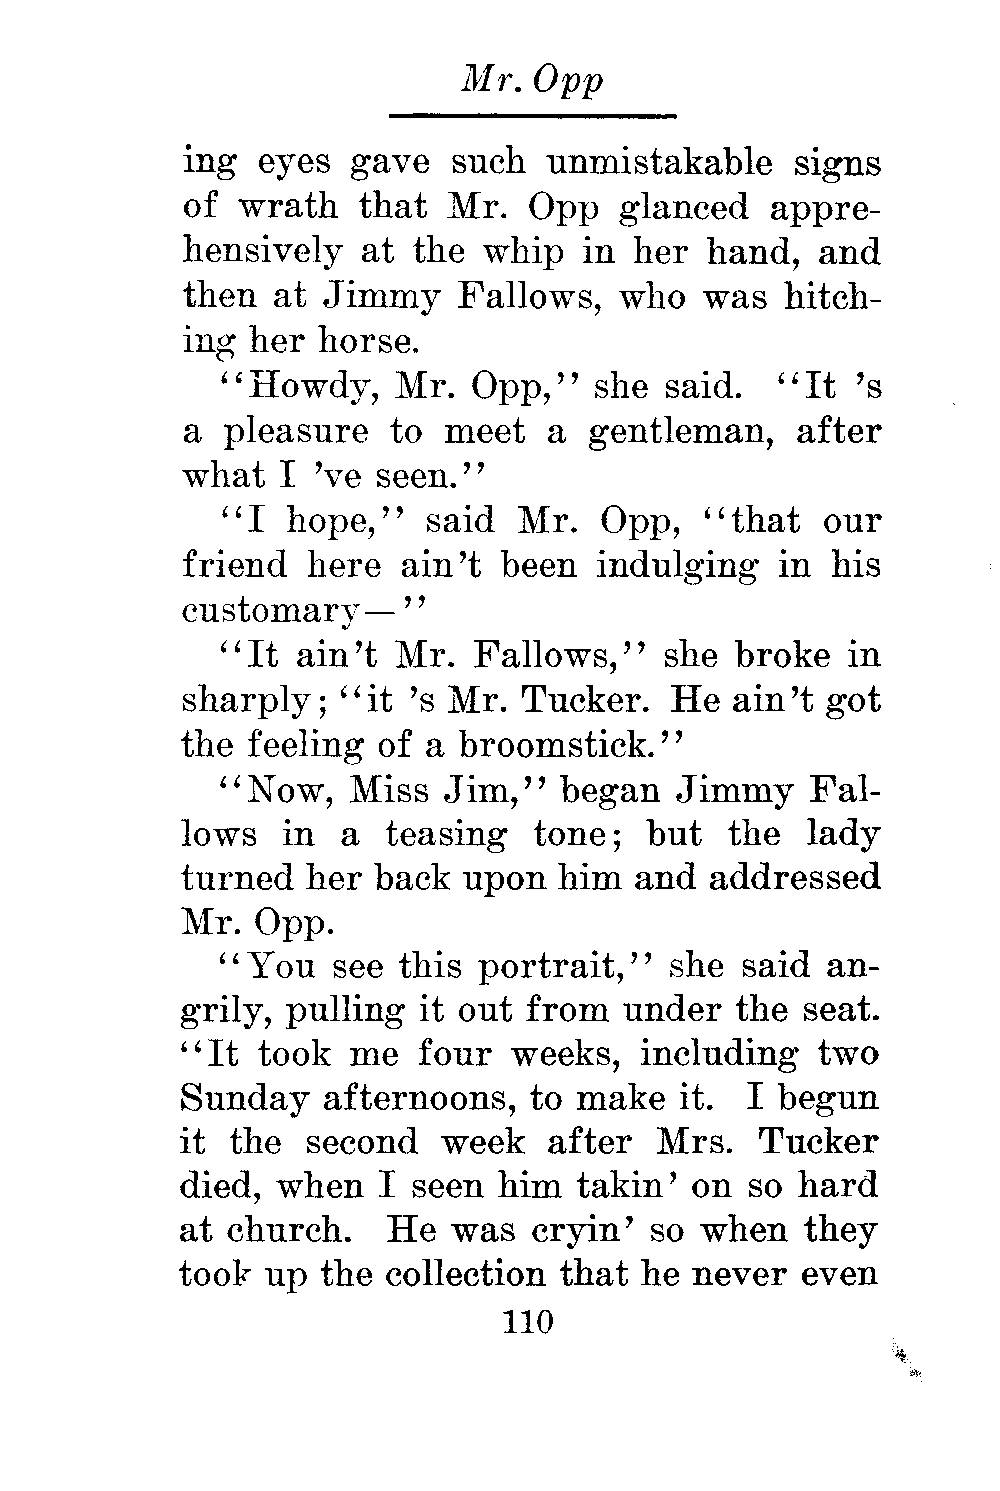 Mr. Opp
ing eyes gave such unmistakable signs
of wrath that Mr. Opp glanced appre-
hensively at the whip in her hand, and
then at Jimmy Fallows, who was hitch-
ing her horse.
"Howdy, Mr. Opp," she said. "It 's
a pleasure to meet a gentleman, after
what I 've seen."
"I hope," said Mr. Opp, "that our
friend here ain't been indulging in his
customary—"
"It ain't Mr. Fallows," she broke in
sharply; "it 's Mr. Tucker. He ain't got
the feeling of a broomstick."
"Now, Miss Jim," began Jimmy Fal-
lows in a teasing tone; but the lady
turned her back upon him and addressed
Mr. Opp.
"You see this portrait," she said an-
grily, pulling it out from under the seat.
"It took me four weeks, including two
Sunday afternoons, to make it. I begun
it the second week after Mrs. Tucker
died, when I seen him takin' on so hard
at church. He was cryin' so when they
took up the collection that he never even
110